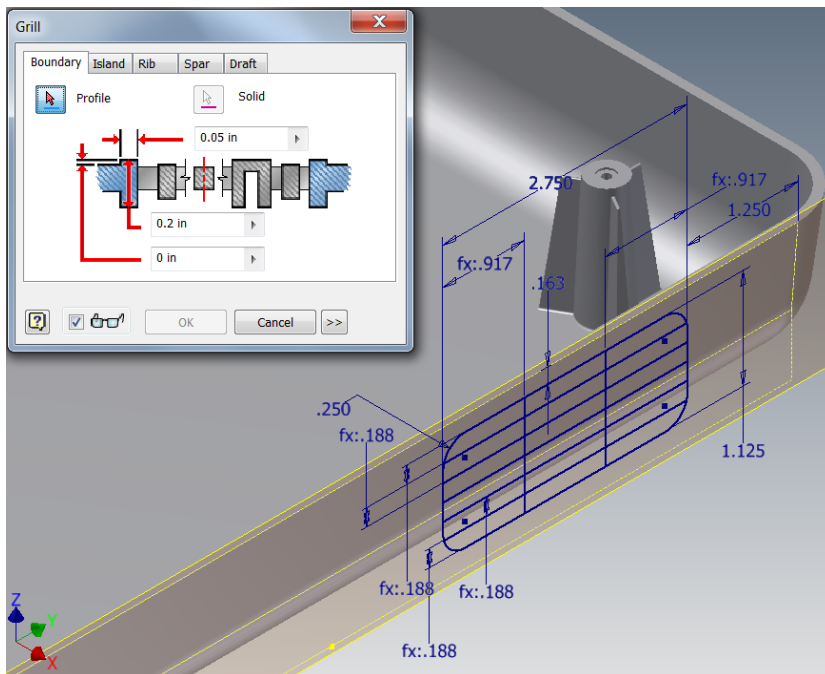 Grill
X
Boundary Island Rib Spar Draft
Profile
Solid
0.05 in
0.2 in
0 in
OK Cancel >>
2.750
fx:.917
1.250
fx:.917
.163
.250
fx:.188
1.125
fx:.188
fx:.188
fx:.188
Z
Y
X